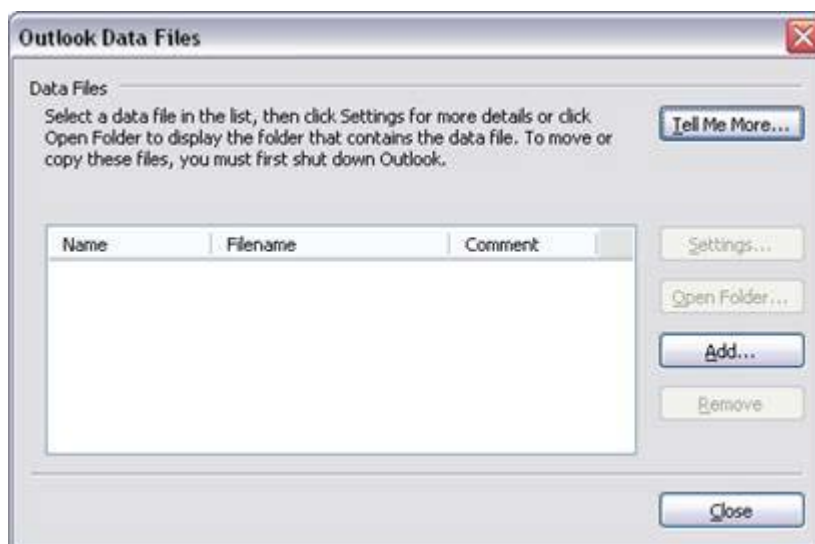 Outlook Data Files
Data Files
Select a data file in the list, then click Settings for more details or click
Open Folder to display the folder that contains the data file. To move or
copy these files, you must first shut down Outlook.
Tell Me More...
Name Filename Comment
Settings...
Open Folder...
Add...
Remove
Close